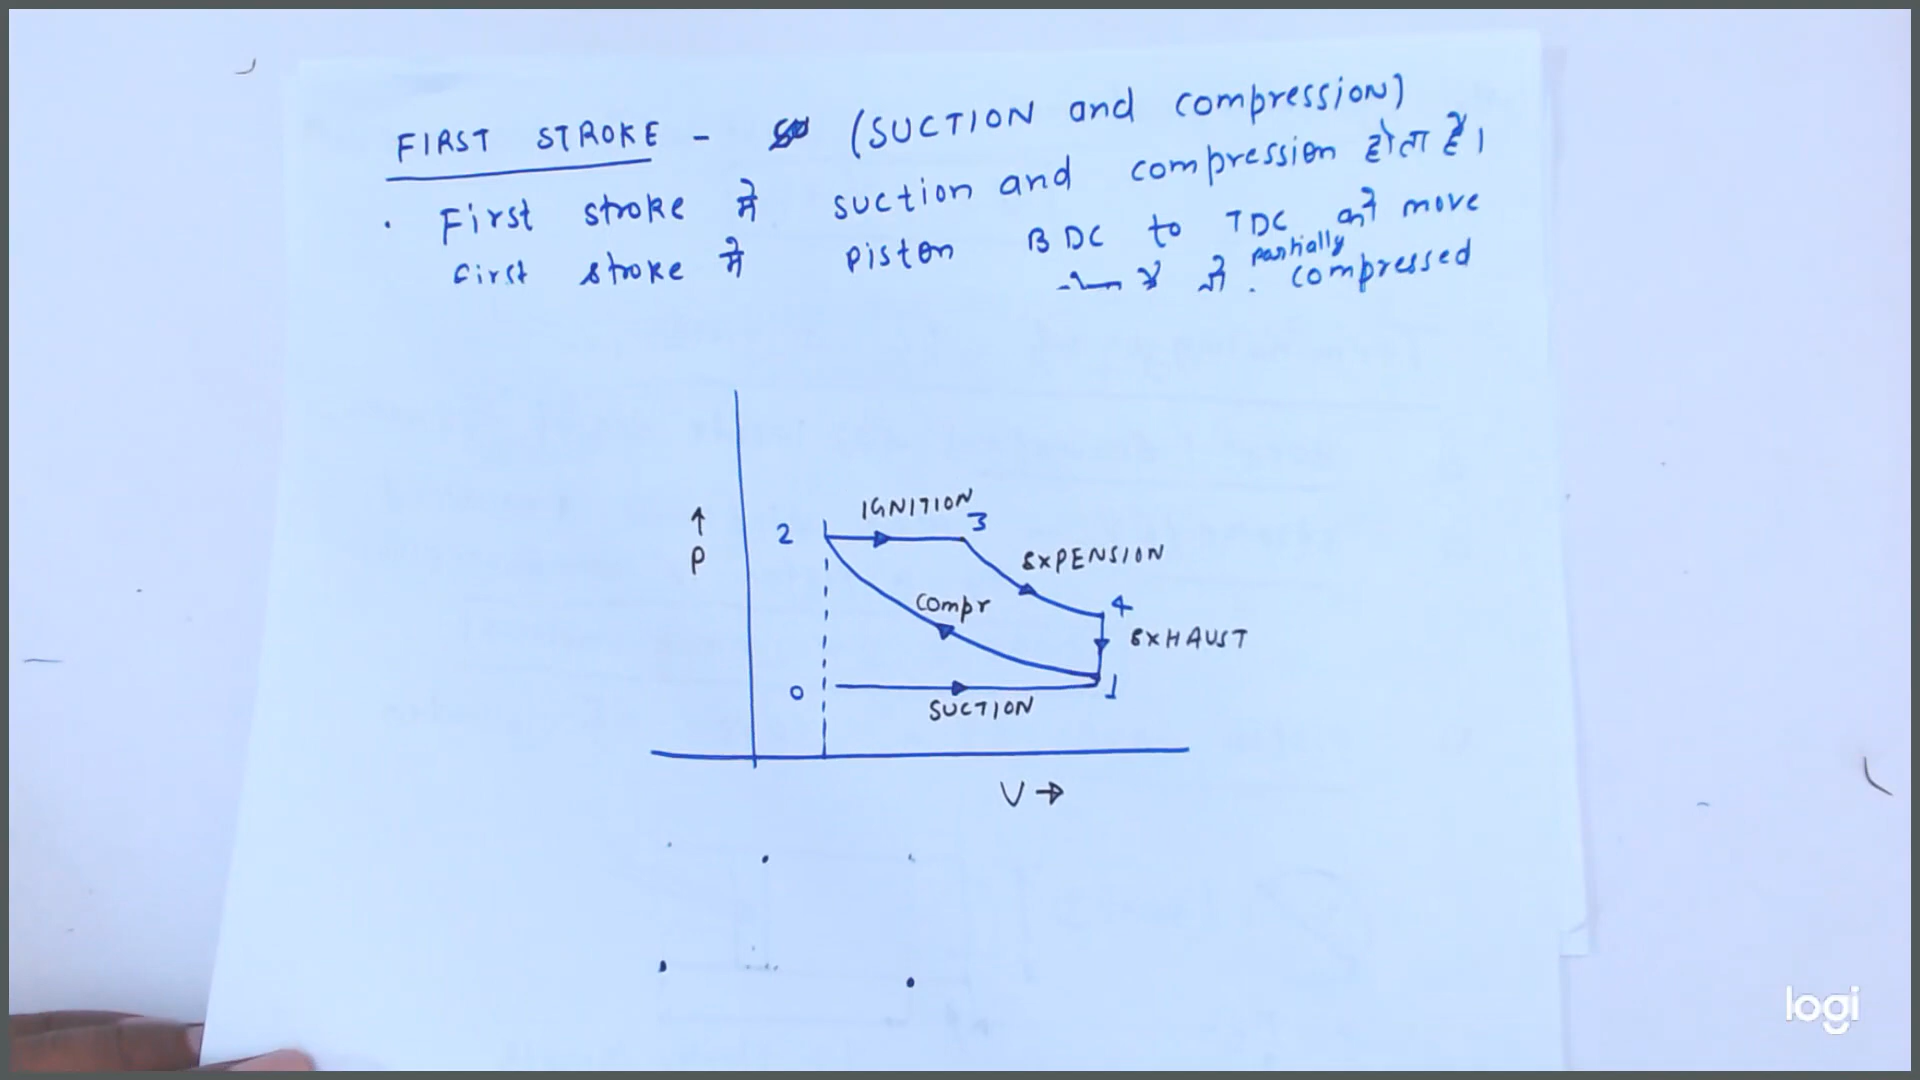 FIRST STROKE - (SUCTION and compression)
. First stroke में suction and compression होता है।
First stroke में piston BDC to TDC को move
में. partially compressed
IGNITION
2
3
↑
P
EXPENSION
4
Compr
EXHAUST
0
1
SUCTION
V →
logi